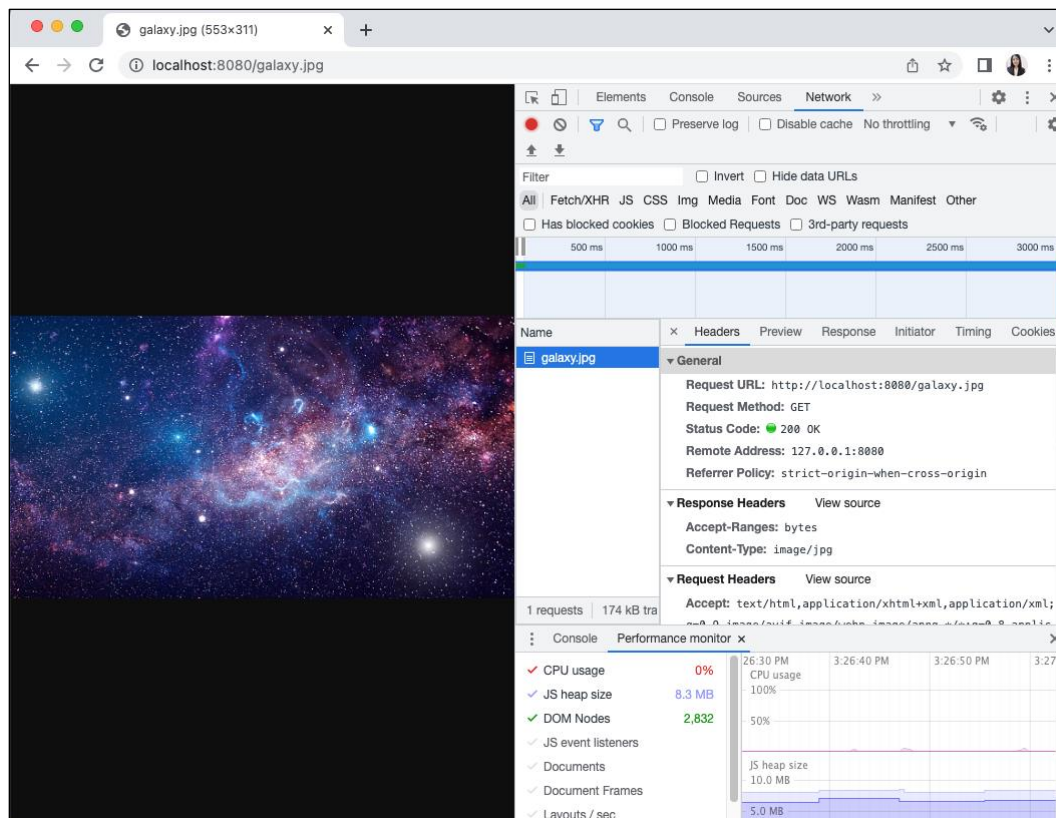 galaxy.jpg (553×311)
localhost:8080/galaxy.jpg
Elements Console Sources Network
Preserve log Disable cache No throttling
Filter Invert Hide data URLs
All Fetch/XHR JS CSS Img Media Font Doc WS Wasm Manifest Other
Has blocked cookies Blocked Requests 3rd-party requests
500 ms 1000 ms 1500 ms 2000 ms 2500 ms 3000 ms
Name Headers Preview Response Initiator Timing Cookies
galaxy.jpg General
Request URL: http://localhost:8080/galaxy.jpg
Request Method: GET
Status Code: 200 OK
Remote Address: 127.0.0.1:8080
Referrer Policy: strict-origin-when-cross-origin
Response Headers View source
Accept-Ranges: bytes
Content-Type: image/jpg
Request Headers View source
1 requests 174 kB tra Accept: text/html,application/xhtml+xml,application/xml;
Console Performance monitor
CPU usage 0% 26:30 PM 3:26:40 PM 3:26:50 PM 3:27
CPU usage
JS heap size 8.3 MB 100%
DOM Nodes 2,832 50%
JS event listeners
Documents JS heap size
Document Frames 10.0 MB
Layouts / sec 5.0 MB